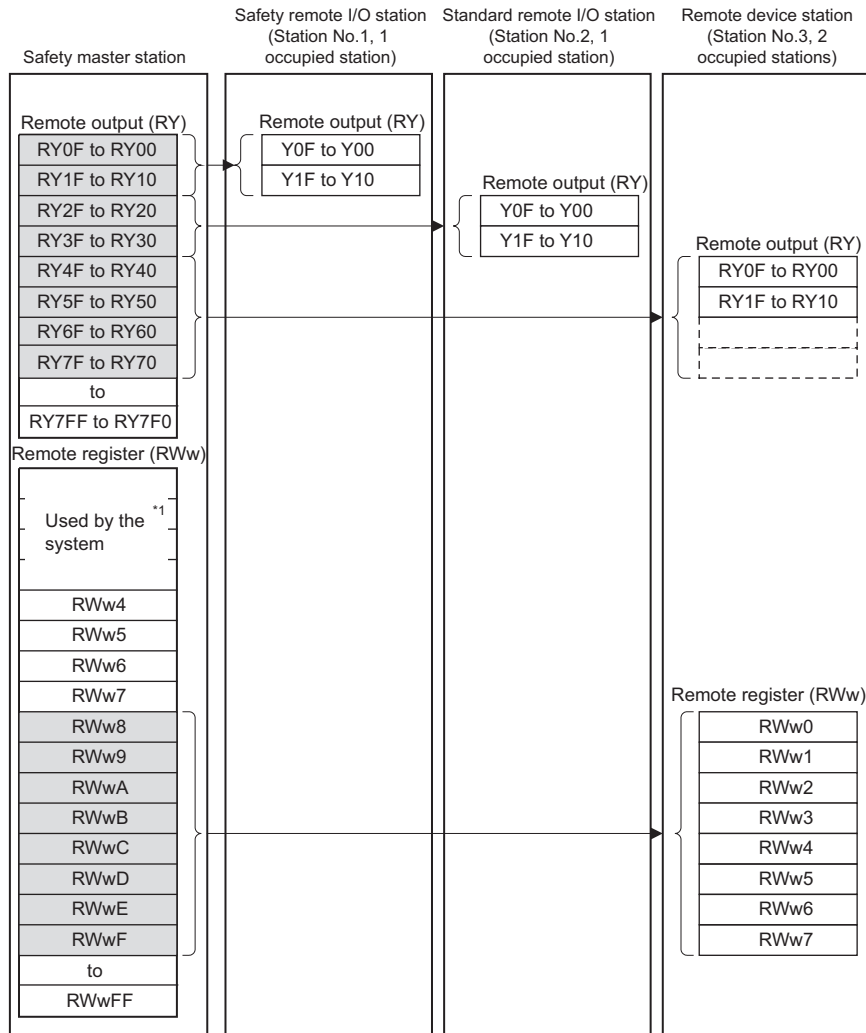 Safety master station
Safety remote I/O station
(Station No.1, 1
occupied station)
Standard remote I/O station
(Station No.2, 1
occupied station)
Remote device station
(Station No.3, 2
occupied stations)
Remote output (RY)
RY0F to RY00
RY1F to RY10
RY2F to RY20
RY3F to RY30
RY4F to RY40
RY5F to RY50
RY6F to RY60
RY7F to RY70
to
RY7FF to RY7F0
Remote register (RWw)
Used by the *1
system
RWw4
RWw5
RWw6
RWw7
RWw8
RWw9
RWwA
RWwB
RWwC
RWwD
RWwE
RWwF
to
RWwFF
Remote output (RY)
Y0F to Y00
Y1F to Y10
Remote output (RY)
Y0F to Y00
Y1F to Y10
Remote output (RY)
RY0F to RY00
RY1F to RY10
Remote register (RWw)
RWw0
RWw1
RWw2
RWw3
RWw4
RWw5
RWw6
RWw7